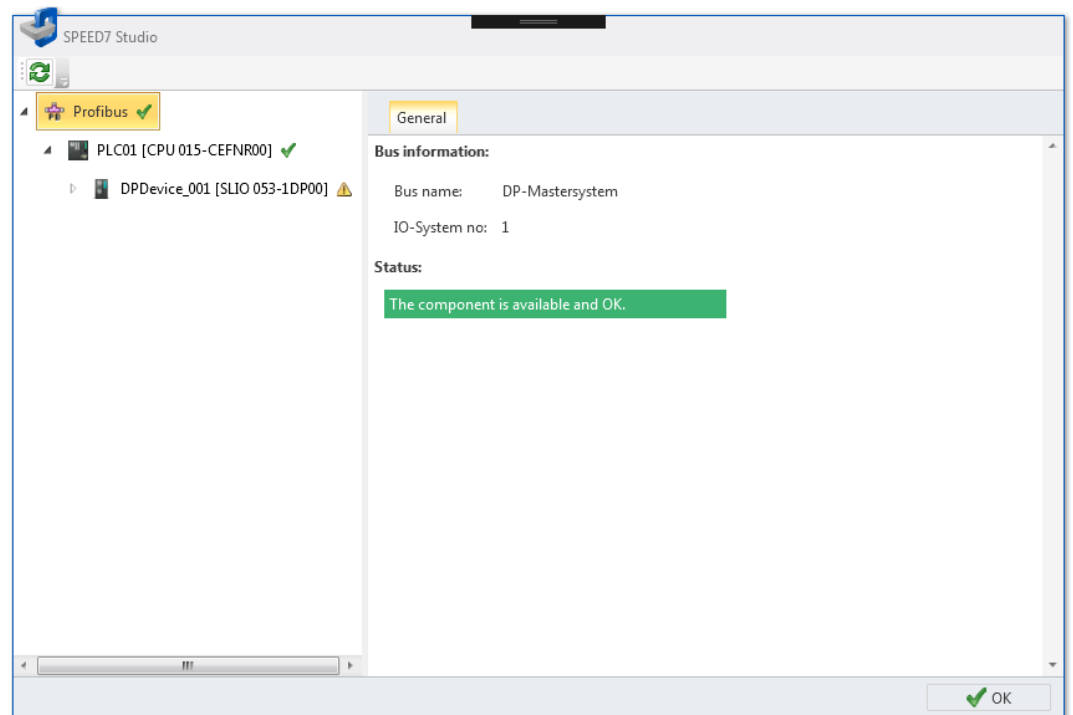 SPEED7 Studio
Profibus
PLC01 [CPU 015-CEFNR00]
DPDevice_001 [SLIO 053-1DP00]
General
Bus information:
Bus name: DP-Mastersystem
IO-System no: 1
Status:
The component is available and OK.
OK